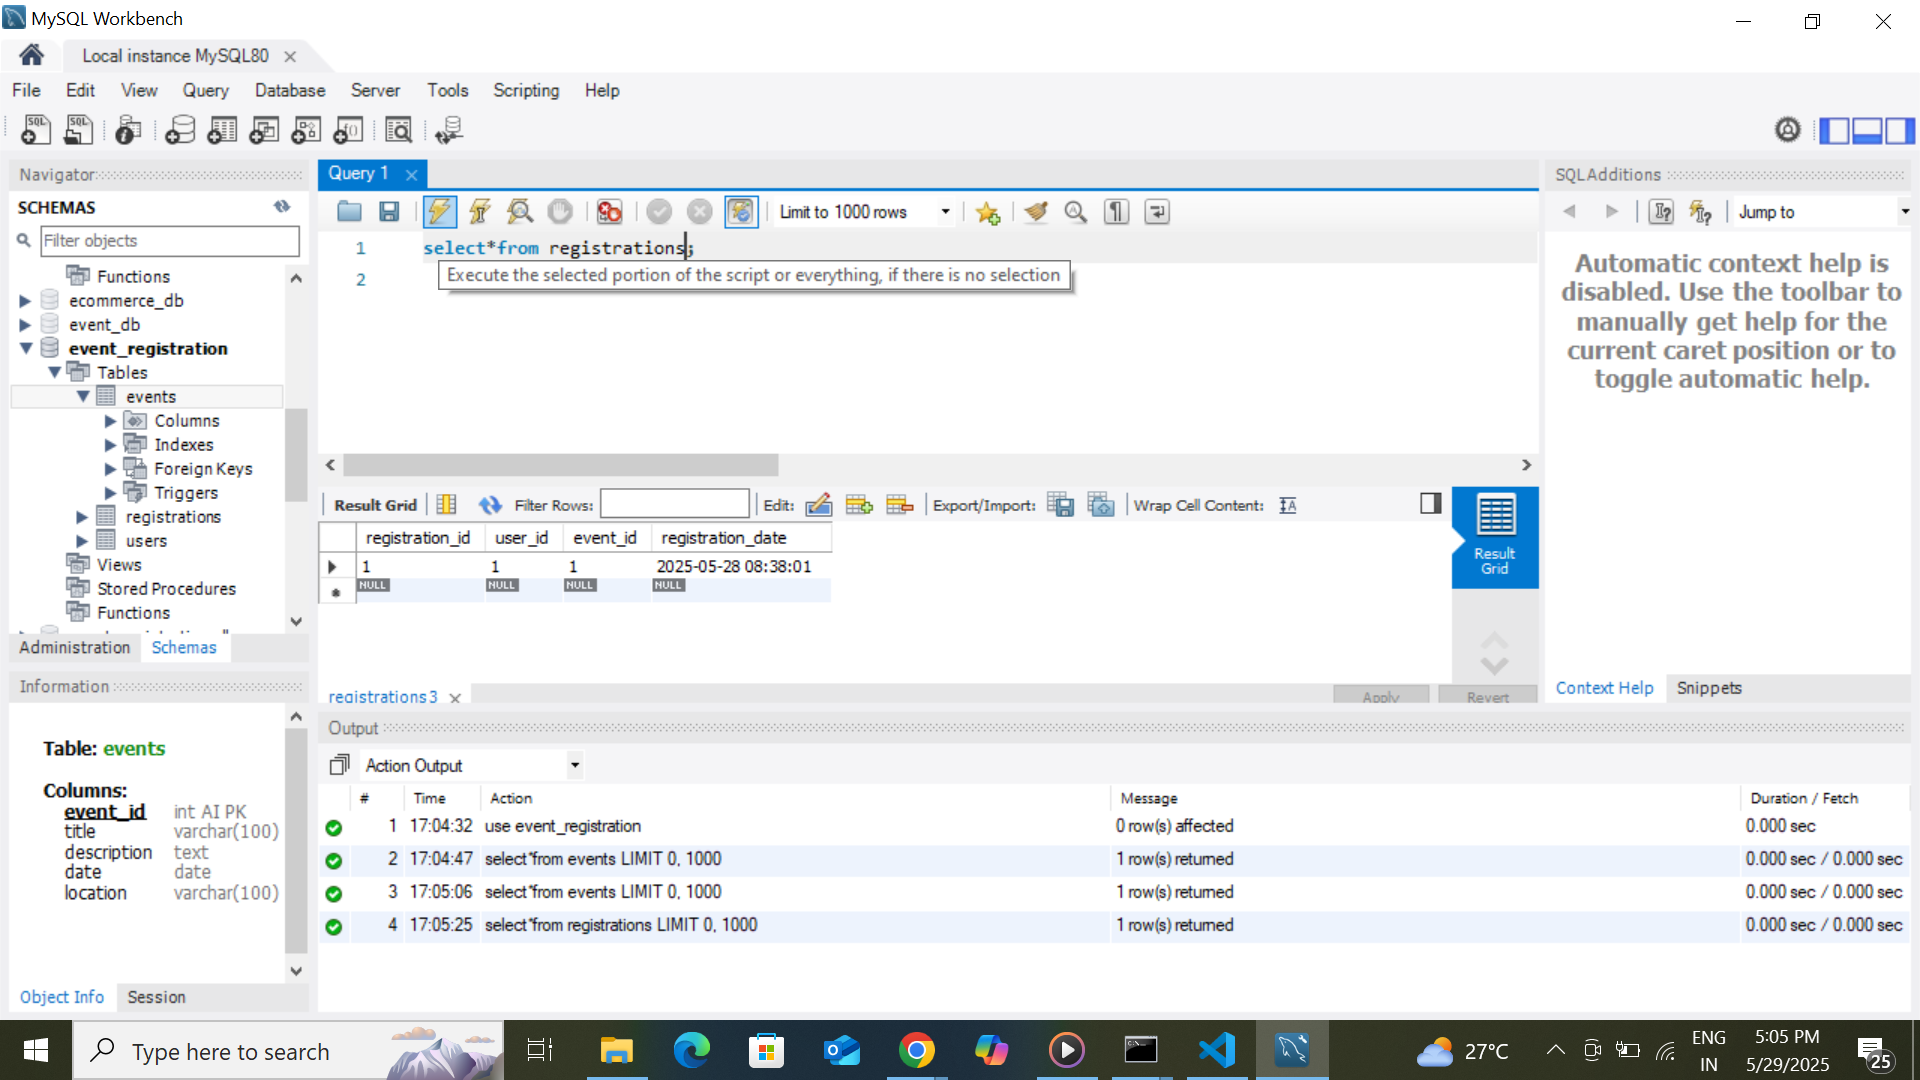 MySQL Workbench
Local instance MySQL80
File Edit View Query Database Server Tools Scripting Help
Navigator
SCHEMAS
Filter objects
Functions
ecommerce_db
event_db
event_registration
Tables
events
Columns
Indexes
Foreign Keys
Triggers
registrations
users
Views
Stored Procedures
Functions
Administration Schemas
Information
Table: events
Columns:
event_id int AI PK
title varchar(100)
description text
date date
location varchar(100)
Object Info Session
Query 1
Limit to 1000 rows
1 select*from registrations;
Execute the selected portion of the script or everything, if there is no selection
2
Result Grid Filter Rows: Edit: Export/Import: Wrap Cell Content:
registration_id user_id event_id registration_date
1 1 1 2025-05-28 08:38:01
NULL NULL NULL NULL
Result Grid
registrations 3 Apply Revert
SQLAdditions
Jump to
Automatic context help is
disabled. Use the toolbar to
manually get help for the
current caret position or to
toggle automatic help.
Context Help Snippets
Output
Action Output
# Time Action Message Duration / Fetch
1 17:04:32 use event_registration 0 row(s) affected 0.000 sec
2 17:04:47 select*from events LIMIT 0, 1000 1 row(s) returned 0.000 sec / 0.000 sec
3 17:05:06 select*from events LIMIT 0, 1000 1 row(s) returned 0.000 sec / 0.000 sec
4 17:05:25 select*from registrations LIMIT 0, 1000 1 row(s) returned 0.000 sec / 0.000 sec
Type here to search
27°C
ENG
IN
5:05 PM
5/29/2025
25